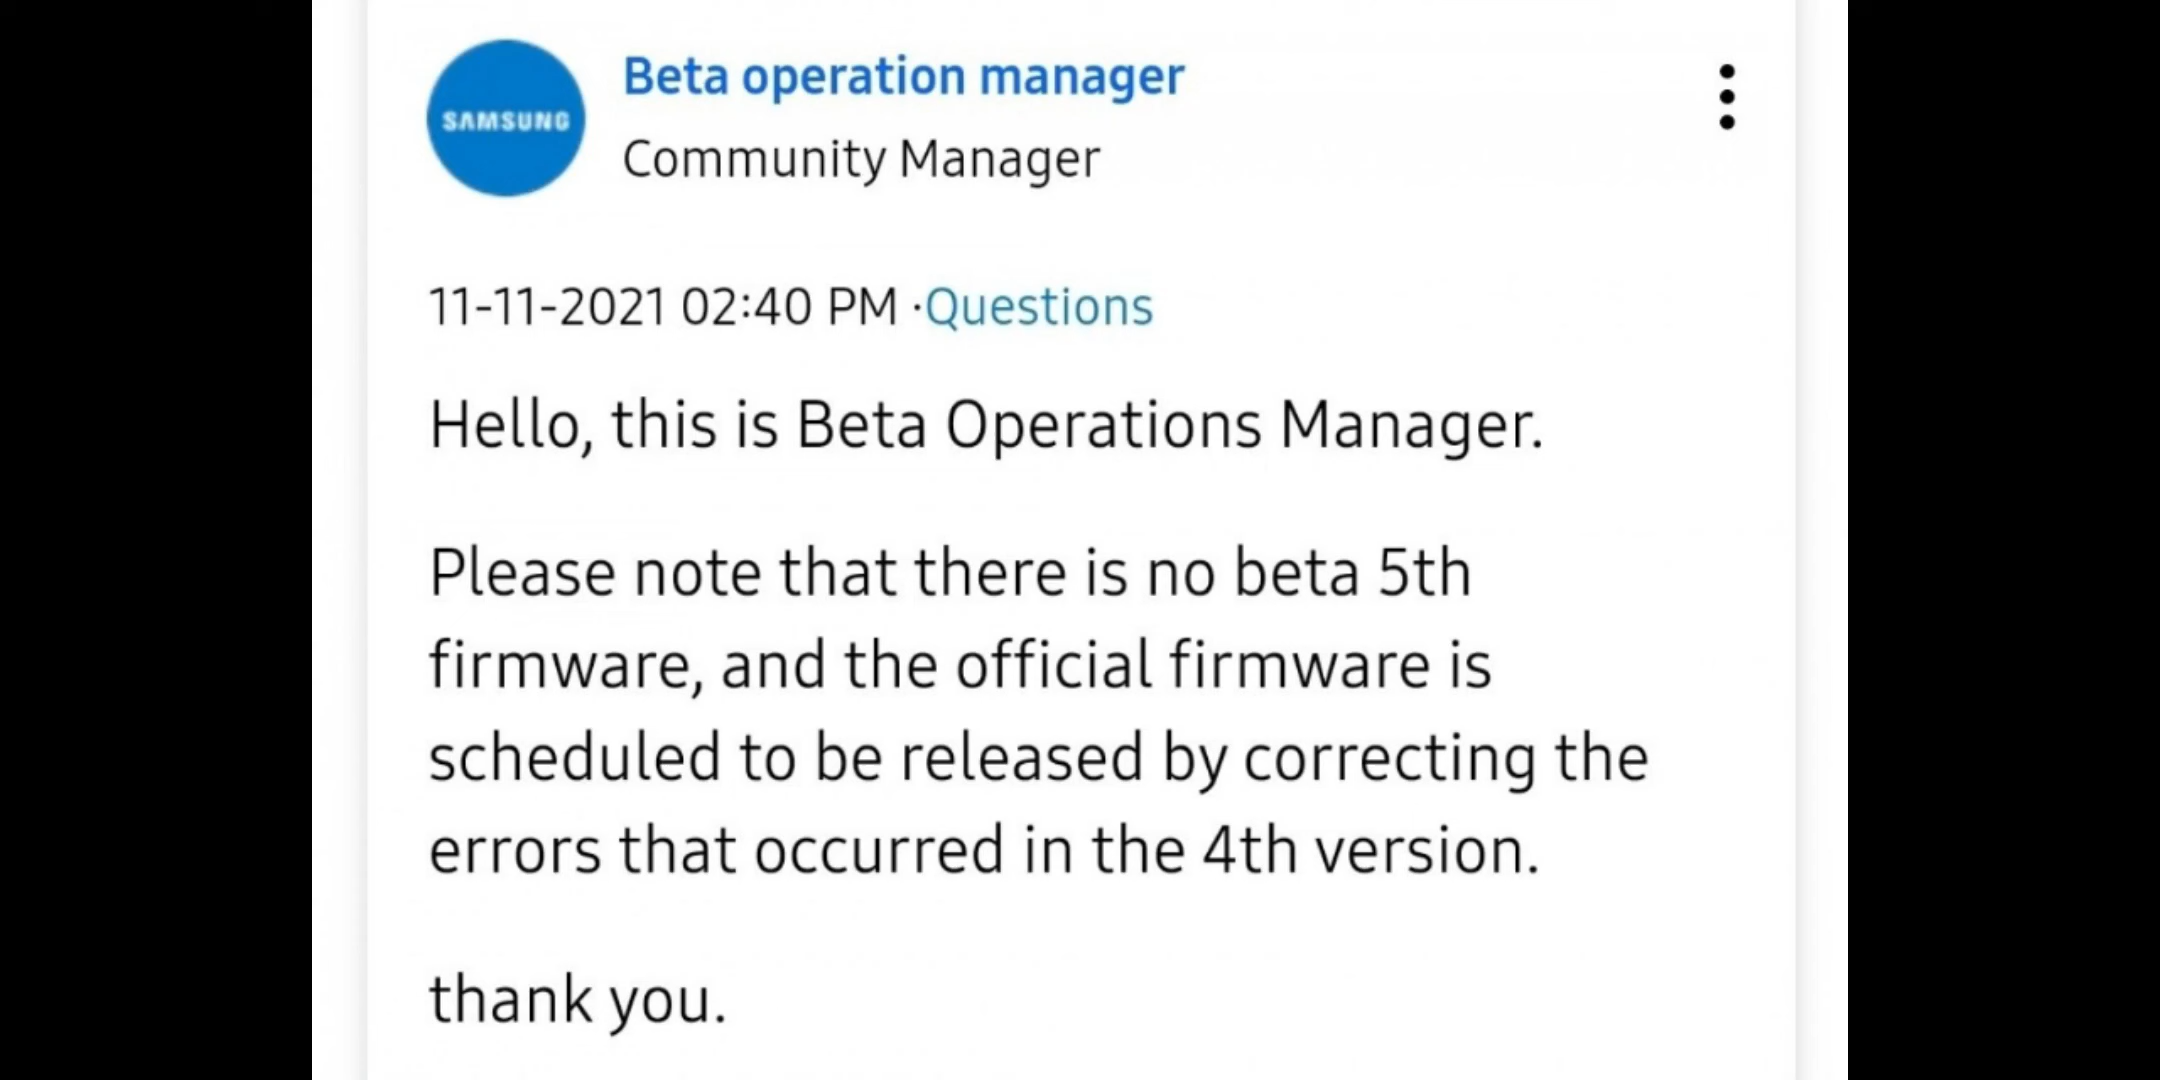 SAMSUNG
Beta operation manager
Community Manager
11-11-2021 02:40 PM ·Questions
Hello, this is Beta Operations Manager.
Please note that there is no beta 5th
firmware, and the official firmware is
scheduled to be released by correcting the
errors that occurred in the 4th version.
thank you.